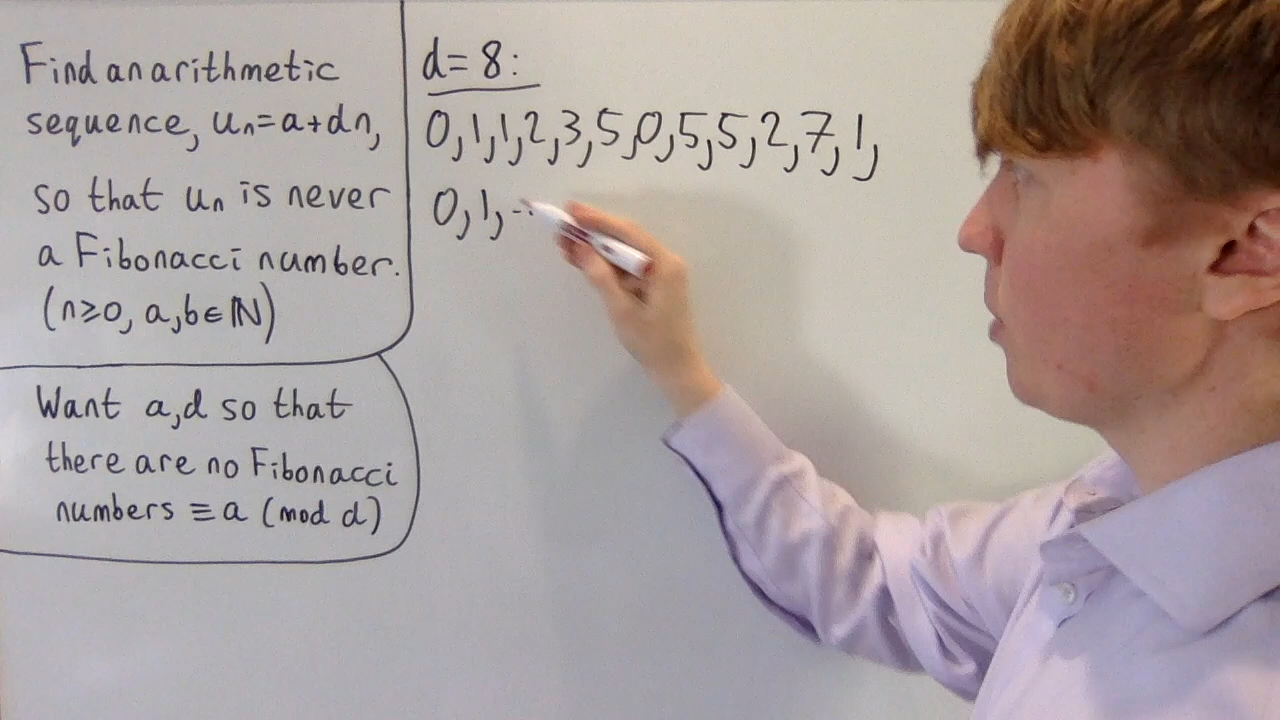 Find an arithmetic
sequence, uₙ=a+dn,
so that uₙ is never
a Fibonacci number.
(n≥0, a,b∈ℕ)
Want a,d so that
there are no Fibonacci
numbers ≡a (mod d)
d=8:
0,1,1,2,3,5,0,5,5,2,7,1,
0,1,...